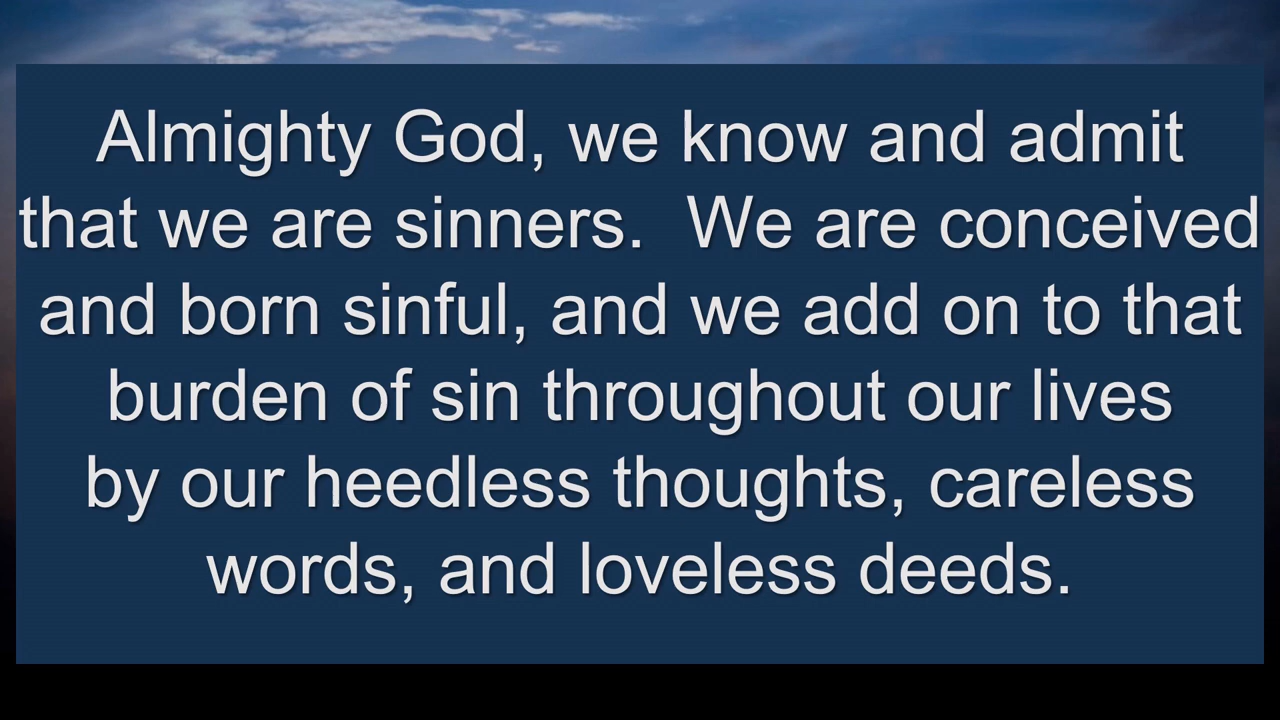 Almighty God, we know and admit
that we are sinners.  We are conceived
and born sinful, and we add on to that
burden of sin throughout our lives
by our heedless thoughts, careless
words, and loveless deeds.